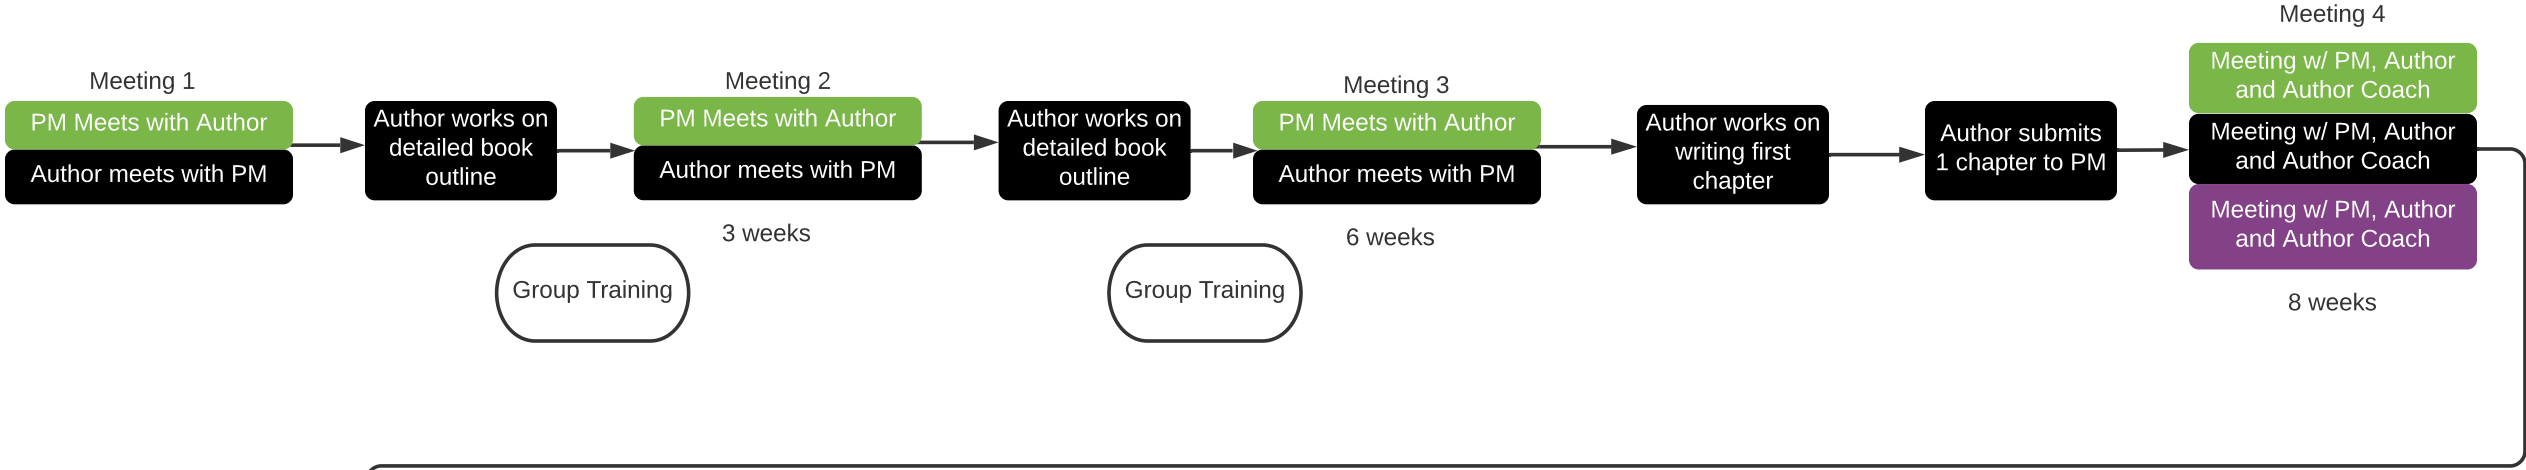 Meeting 1
PM Meets with Author
Author meets with PM
Author works on
detailed book
outline
Group Training
Meeting 2
PM Meets with Author
Author meets with PM
3 weeks
Author works on
detailed book
outline
Group Training
Meeting 3
PM Meets with Author
Author meets with PM
6 weeks
Author works on
writing first
chapter
Author submits
1 chapter to PM
Meeting 4
Meeting w/ PM, Author
and Author Coach
Meeting w/ PM, Author
and Author Coach
Meeting w/ PM, Author
and Author Coach
8 weeks